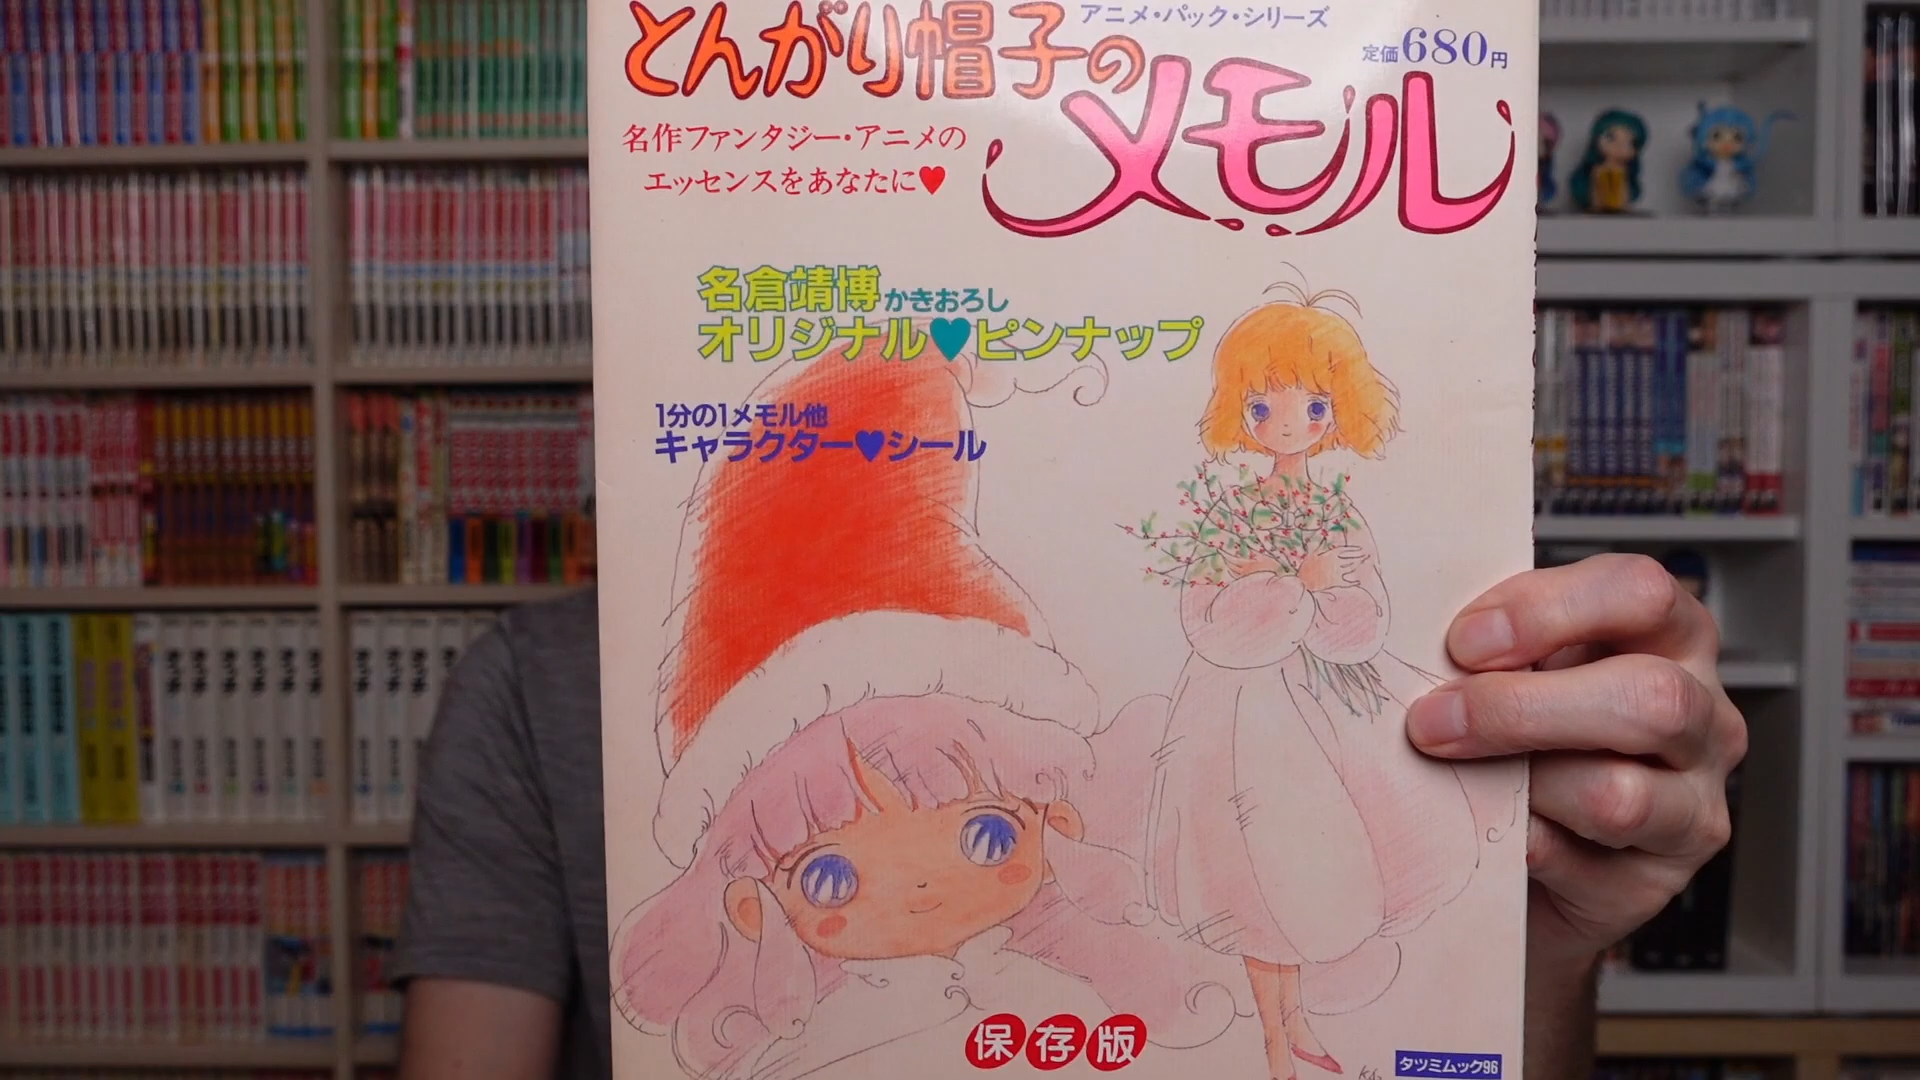 アニメ・パック・シリーズ
とんがり帽子の
メモル
定価680円
名作ファンタジー・アニメの
エッセンスをあなたに♥
名倉靖博かきおろし
オリジナル♥ピンナップ
1分の1メモル他
キャラクター♥シール
保存版
タツミムック96